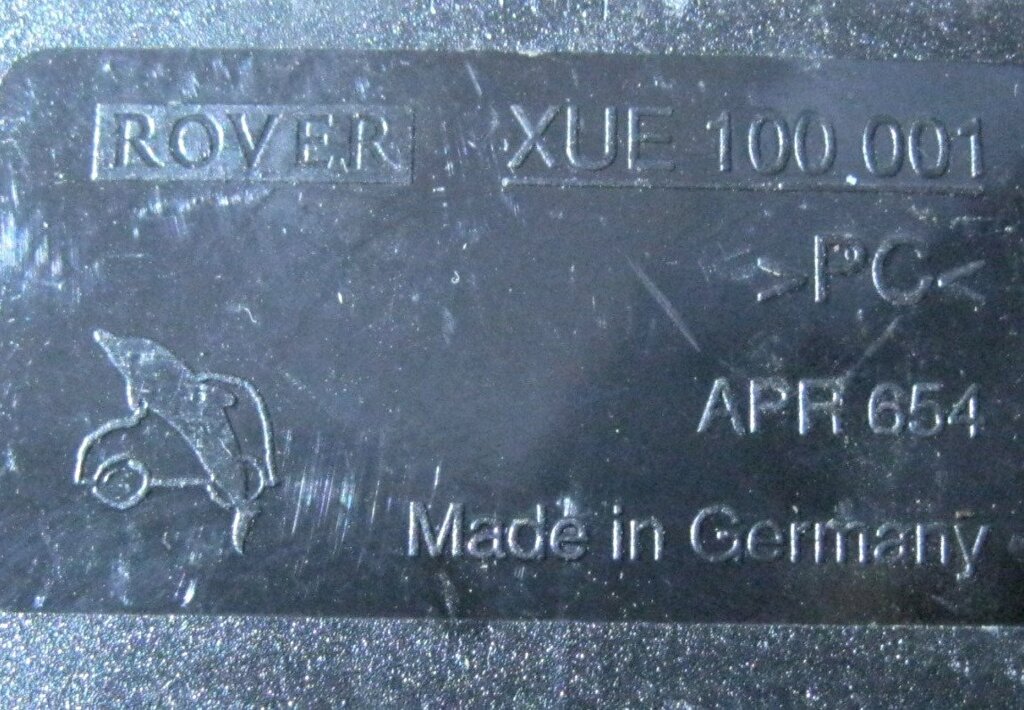 ROVER XUE 100 001
>PC<
APR 654
Made in Germany